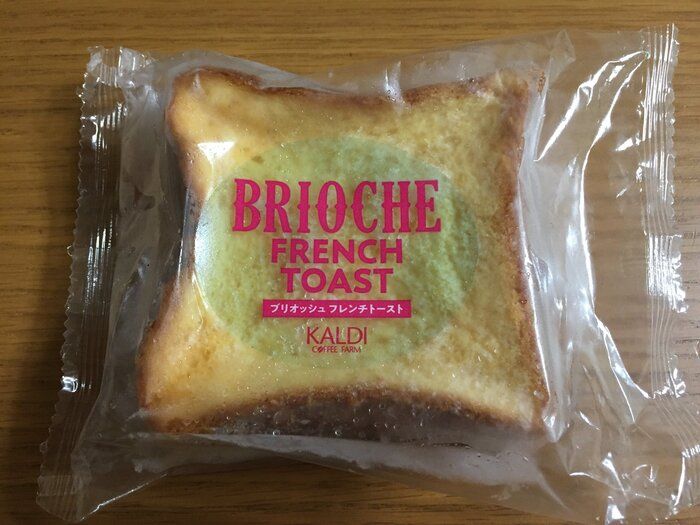 BRIOCHE
FRENCH
TOAST
ブリオッシュ フレンチトースト
KALDI
COFFEE FARM